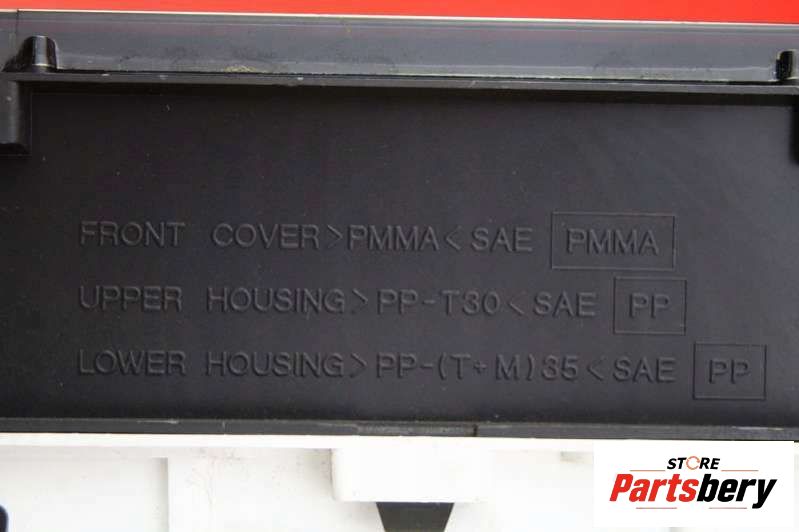 FRONT COVER>PMMA<SAE PMMA
UPPER HOUSING>PP-T30<SAE PP
LOWER HOUSING>PP-(T+M)35<SAE PP
STORE
Partsbery